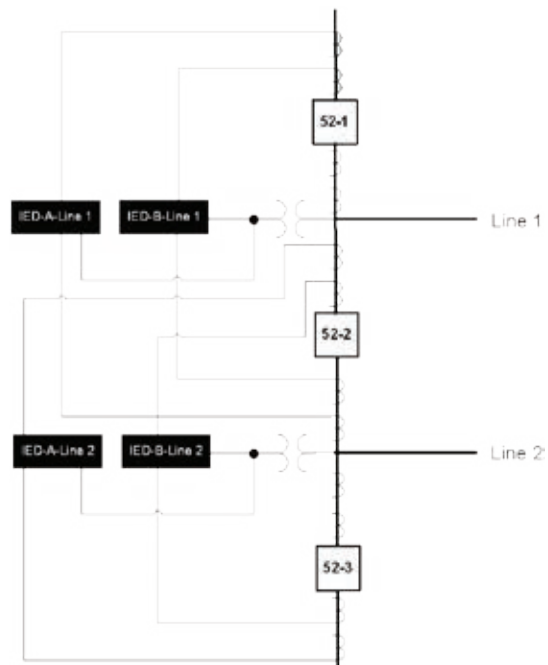 52-1
IED-A-Line 1
IED-B-Line 1
Line 1
52-2
IED-A-Line 2
IED-B-Line 2
Line 2
52-3